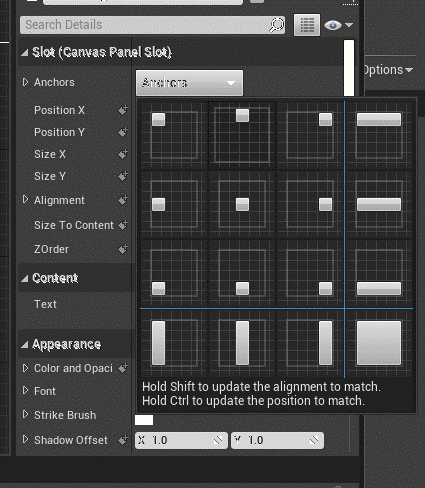 Search Details
Slot (Canvas Panel Slot)
Anchors
Anchors
Options
Position X
Position Y
Size X
Size Y
Alignment
Size To Content
ZOrder
Content
Text
Appearance
Color and Opaci
Font
Strike Brush
Shadow Offset
X 1.0
Y 1.0
Hold Shift to update the alignment to match.
Hold Ctrl to update the position to match.